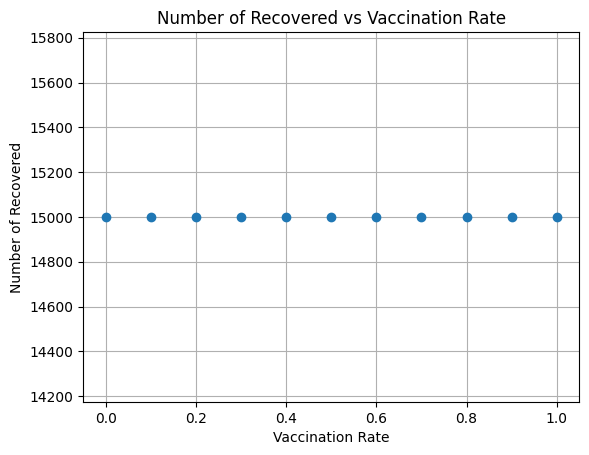 Number of Recovered vs Vaccination Rate
15800
15600
15400
15200
15000
14800
14600
14400
14200
Number of Recovered
0.0 0.2 0.4 0.6 0.8 1.0
Vaccination Rate